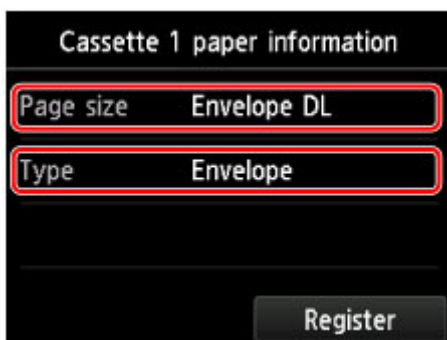 Cassette 1 paper information
Page size Envelope DL
Type Envelope
Register